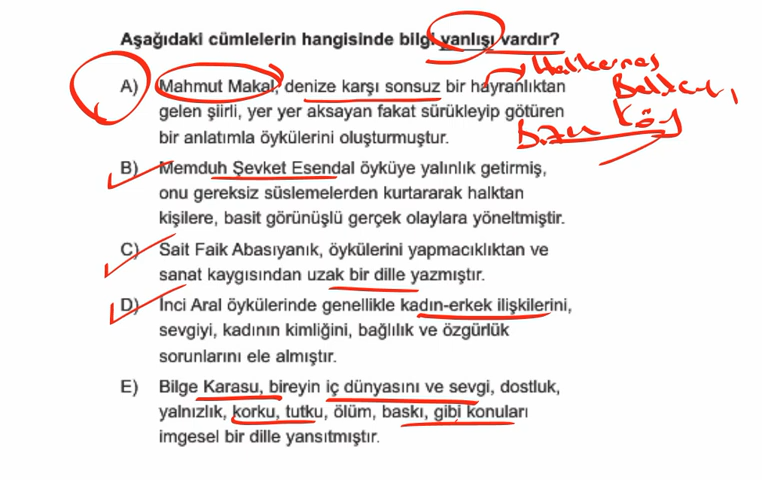 Aşağıdaki cümlelerin hangisinde bilgi yanlışı vardır?
A) Mahmut Makal, denize karşı sonsuz bir hayranlıktan
gelen şiirli, yer yer aksayan fakat sürükleyip götüren
bir anlatımla öykülerini oluşturmuştur.
B) Memduh Şevket Esendal öyküye yalınlık getirmiş,
onu gereksiz süslemelerden kurtararak halktan
kişilere, basit görünüşlü gerçek olaylara yöneltmiştir.
C) Sait Faik Abasıyanık, öykülerini yapmacıklıktan ve
sanat kaygısından uzak bir dille yazmıştır.
D) İnci Aral öykülerinde genellikle kadın-erkek ilişkilerini,
sevgiyi, kadının kimliğini, bağlılık ve özgürlük
sorunlarını ele almıştır.
E) Bilge Karasu, bireyin iç dünyasını ve sevgi, dostluk,
yalnızlık, korku, tutku, ölüm, baskı, gibi konuları
imgesel bir dille yansıtmıştır.
Köy